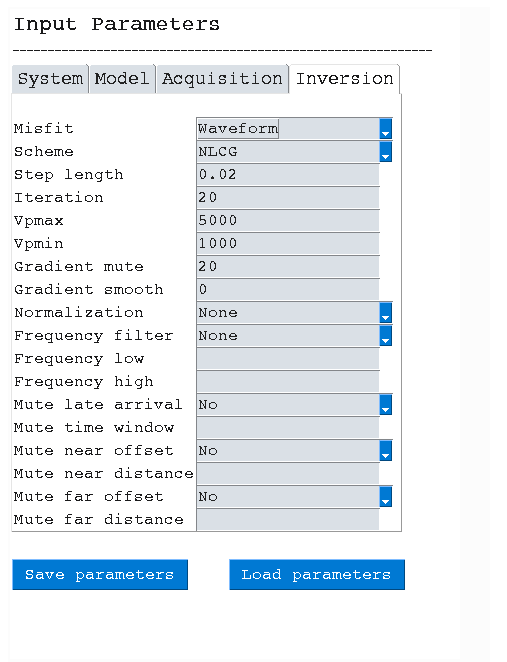 Input Parameters
System Model Acquisition Inversion
Misfit Waveform
Scheme NLCG
Step length 0.02
Iteration 20
Vpmax 5000
Vpmin 1000
Gradient mute 20
Gradient smooth 0
Normalization None
Frequency filter None
Frequency low
Frequency high
Mute late arrival No
Mute time window
Mute near offset No
Mute near distance
Mute far offset No
Mute far distance
Save parameters Load parameters